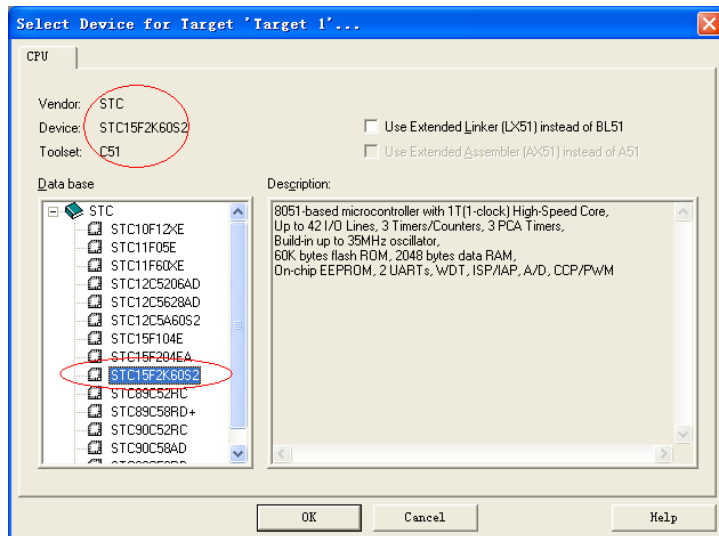 Select Device for Target 'Target 1'...
CPU
Vendor: STC
Device: STC15F2K60S2
Toolset: C51
Use Extended Linker (LX51) instead of BL51
Use Extended Assembler (AX51) instead of A51
Data base
STC
STC10F12XE
STC11F05E
STC11F60XE
STC12C5206AD
STC12C5628AD
STC12C5A60S2
STC15F104E
STC15F204EA
STC15F2K60S2
STC89C52RC
STC89C58RD+
STC90C52RC
STC90C58AD
Description:
8051-based microcontroller with 1T(1-clock) High-Speed Core,
Up to 42 I/O Lines, 3 Timers/Counters, 3 PCA Timers,
Build-in up to 35MHz oscillator,
60K bytes flash ROM, 2048 bytes data RAM,
On-chip EEPROM, 2 UARTs, WDT, ISP/IAP, A/D, CCP/PWM
OK
Cancel
Help